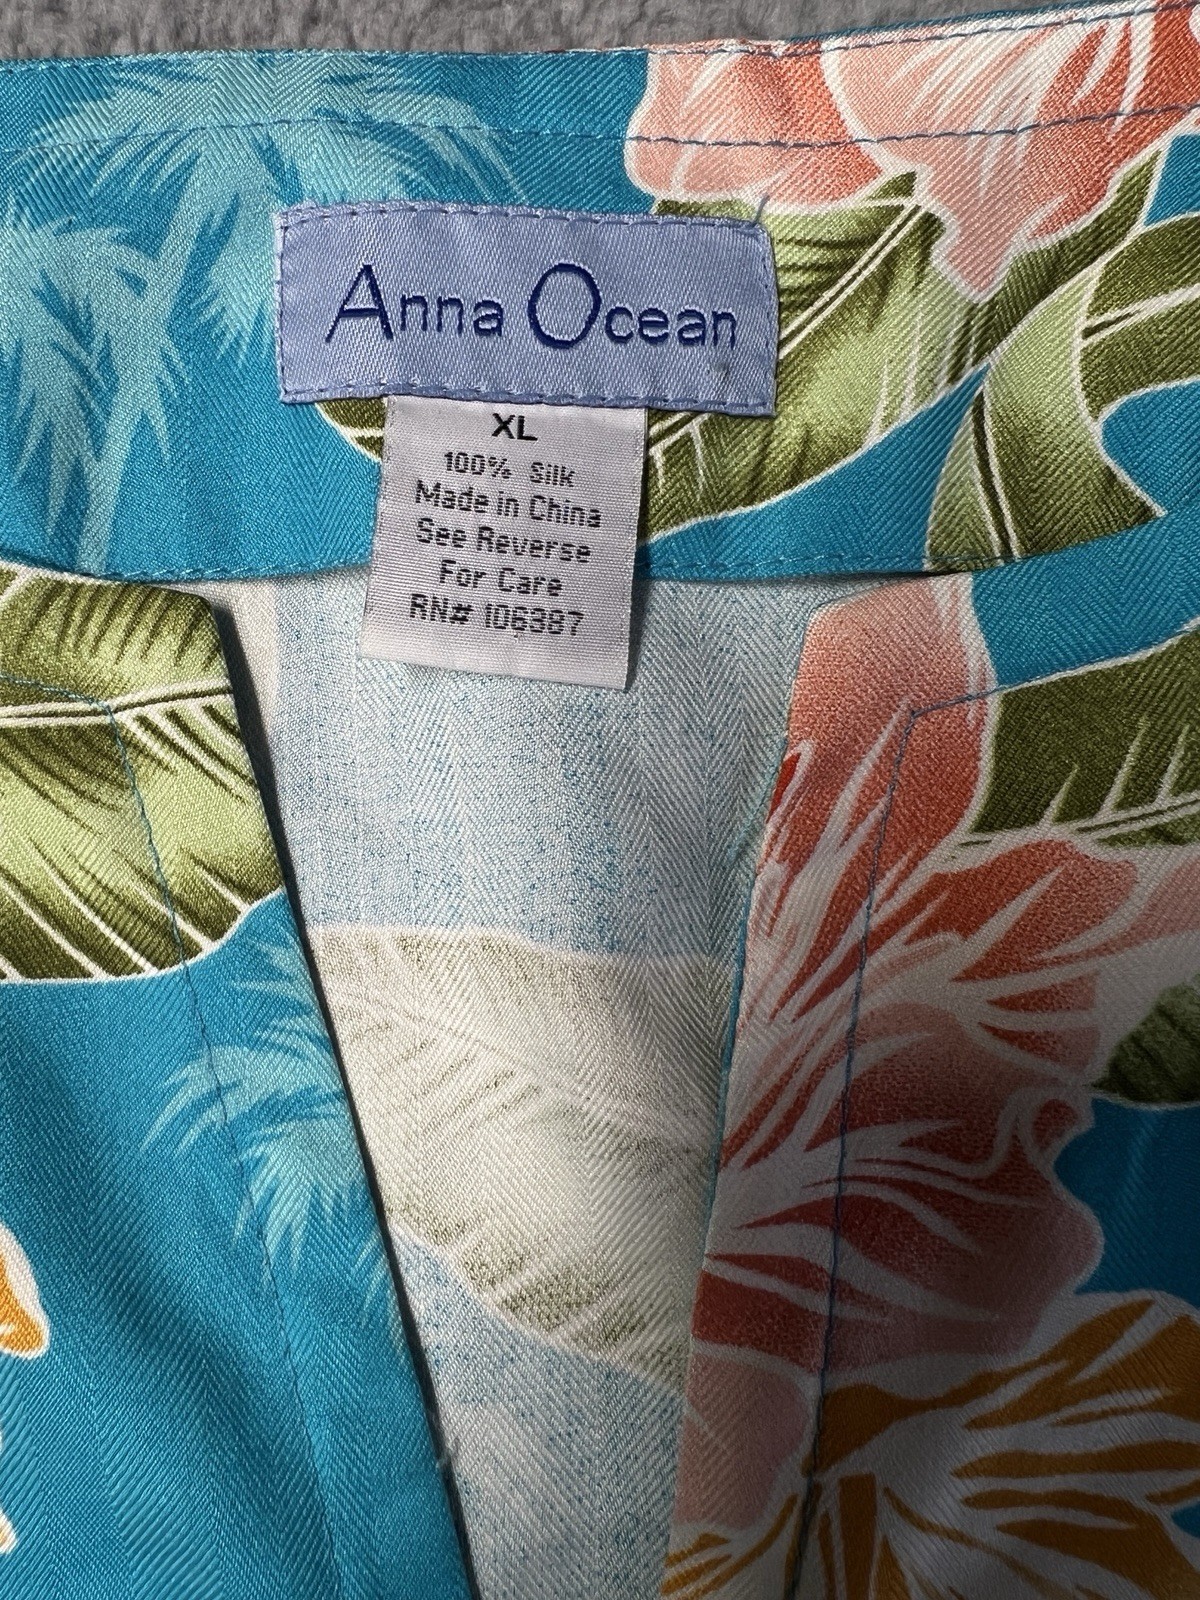 Anna Ocean
XL
100% Silk
Made in China
See Reverse
For Care
RN# 106387